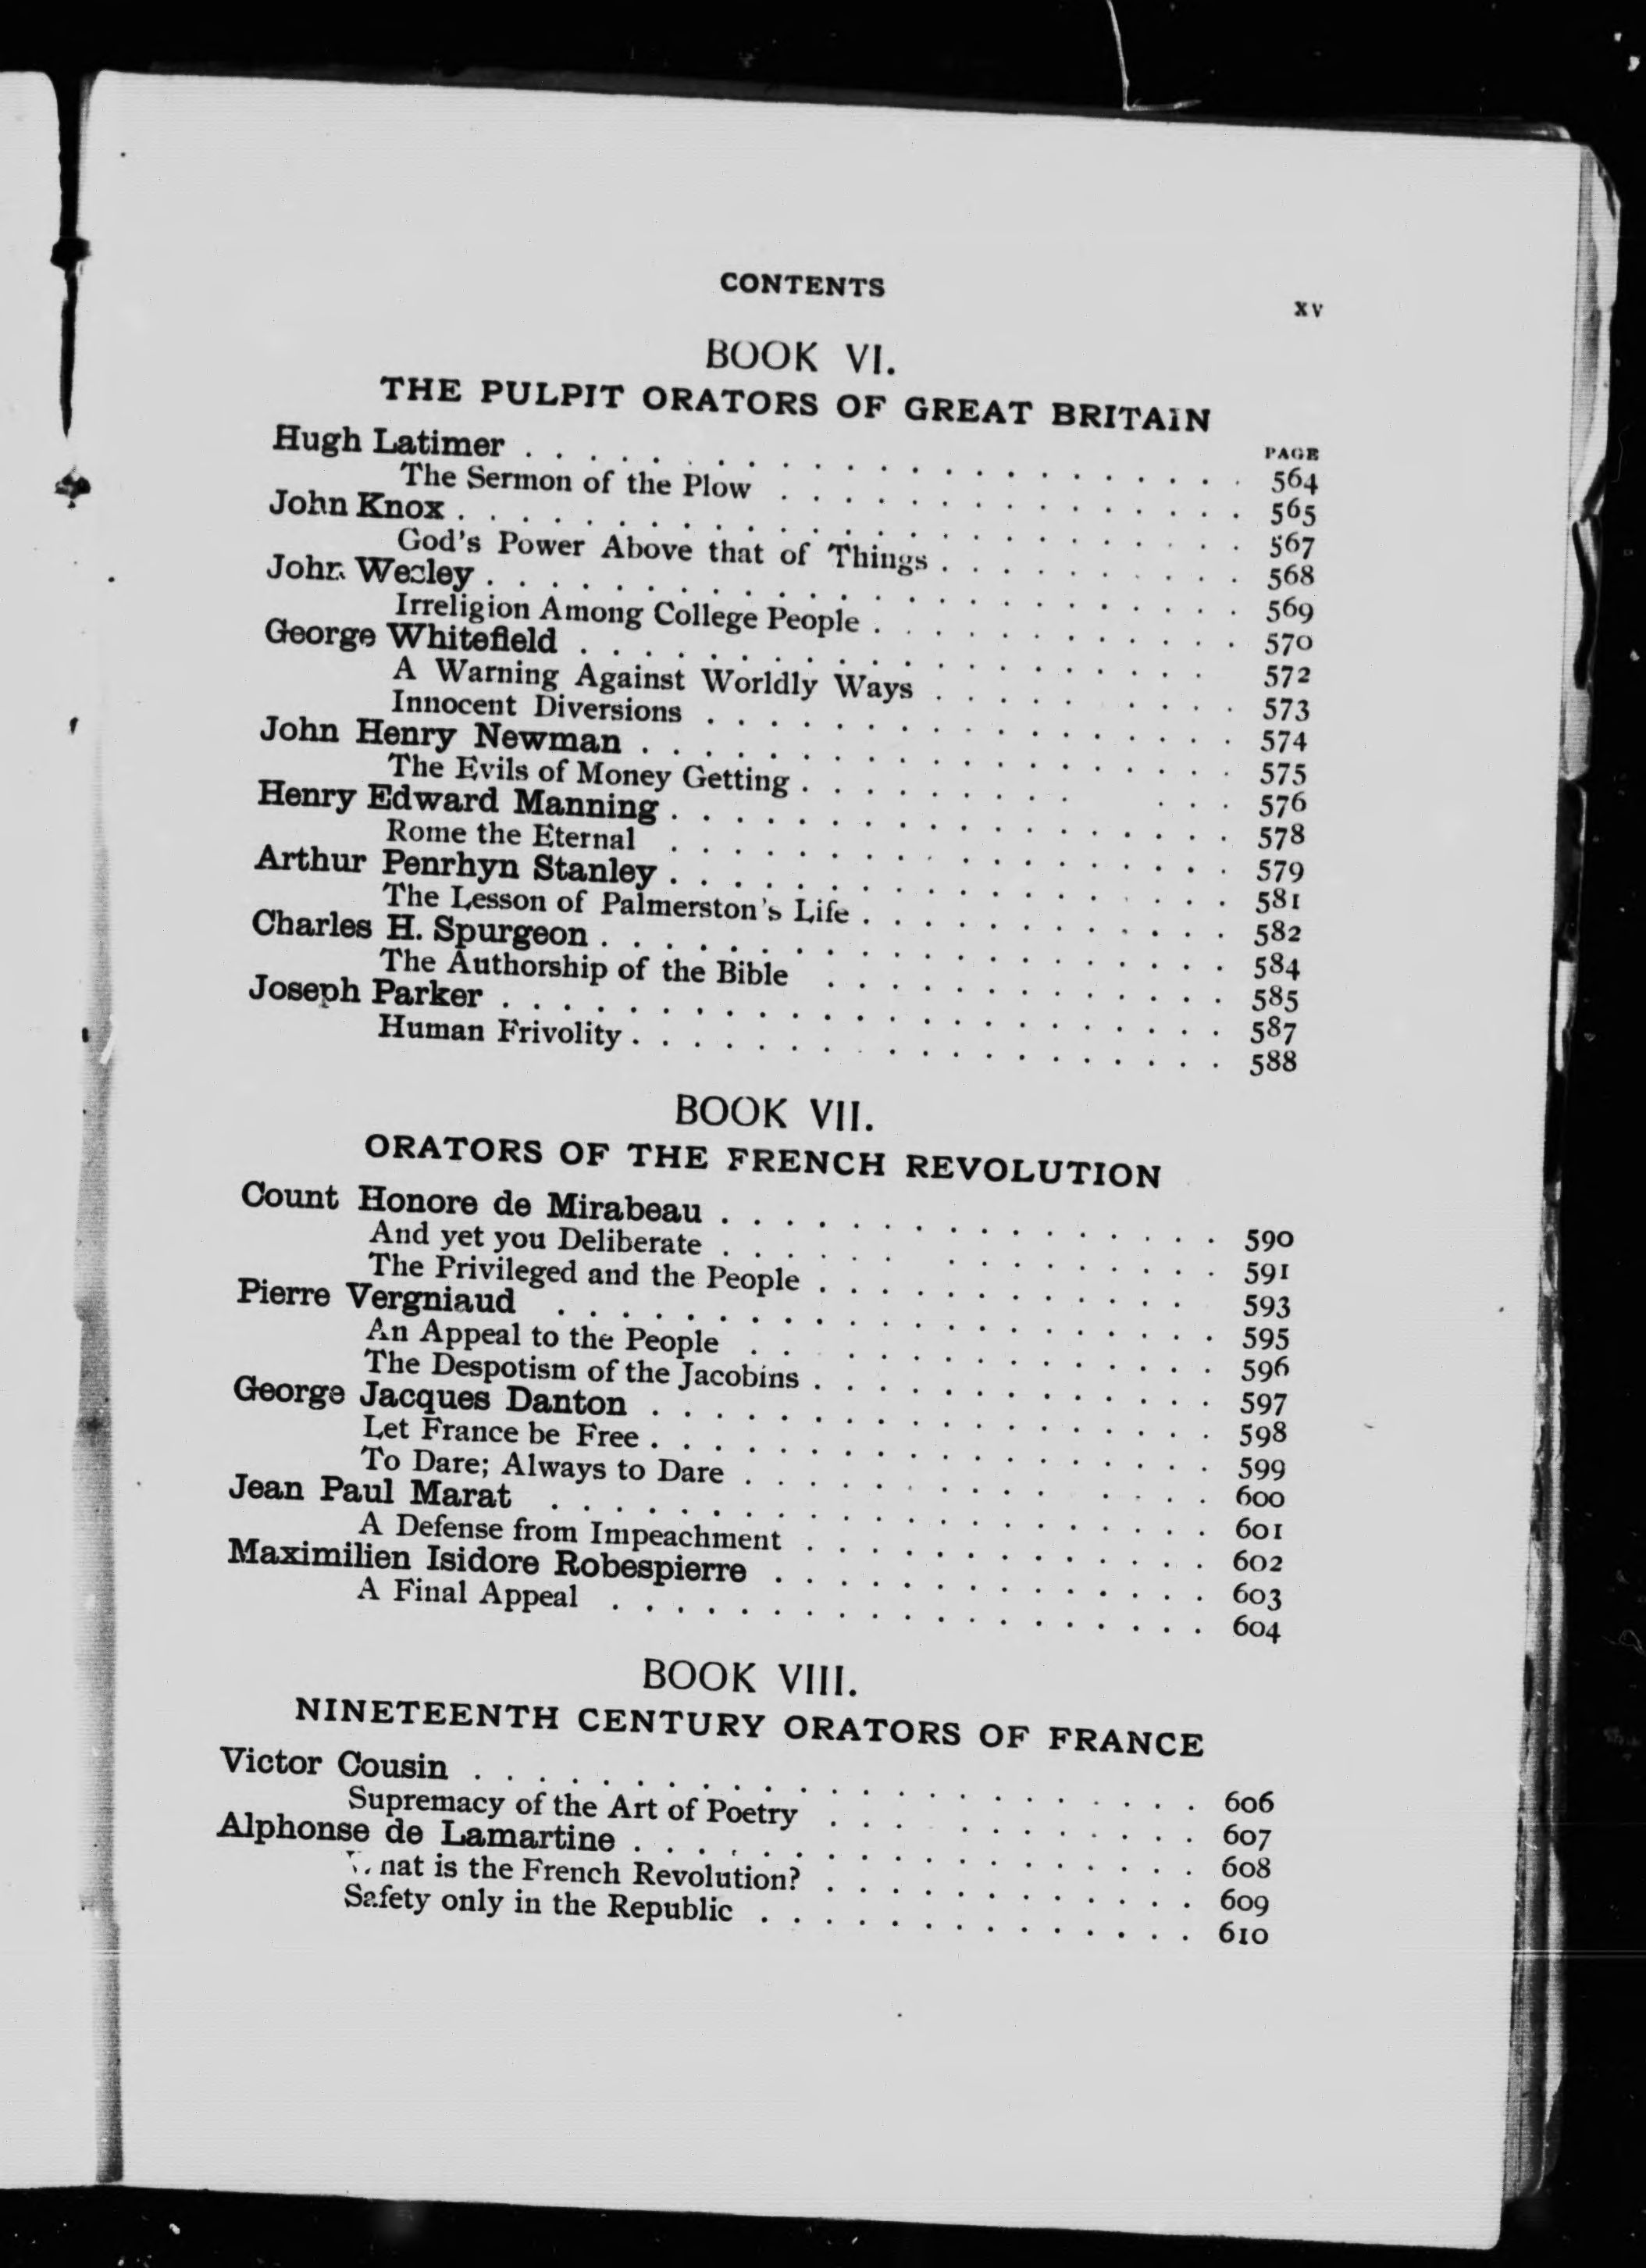 CONTENTS xv
BOOK VI.
THE PULPIT ORATORS OF GREAT BRITAIN
PAGE
Hugh Latimer . . . . . . . . . . 564
The Sermon of the Plow . . . . . . . . . . 565
John Knox . . . . . . . . . . 567
God's Power Above that of Things . . . . . . . . . . 568
John Wesley . . . . . . . . . . 569
Irreligion Among College People . . . . . . . . . . 570
George Whitefield . . . . . . . . . . 572
A Warning Against Worldly Ways . . . . . . . . . . 573
Innocent Diversions . . . . . . . . . . 574
John Henry Newman . . . . . . . . . . 575
The Evils of Money Getting . . . . . . . . . . 576
Henry Edward Manning . . . . . . . . . . 578
Rome the Eternal . . . . . . . . . . 579
Arthur Penrhyn Stanley . . . . . . . . . . 581
The Lesson of Palmerston's Life . . . . . . . . . . 582
Charles H. Spurgeon . . . . . . . . . . 584
The Authorship of the Bible . . . . . . . . . . 585
Joseph Parker . . . . . . . . . . 587
Human Frivolity . . . . . . . . . . 588
BOOK VII.
ORATORS OF THE FRENCH REVOLUTION
Count Honore de Mirabeau . . . . . . . . . . 590
And yet you Deliberate . . . . . . . . . . 591
The Privileged and the People . . . . . . . . . . 593
Pierre Vergniaud . . . . . . . . . . 595
An Appeal to the People . . . . . . . . . . 596
The Despotism of the Jacobins . . . . . . . . . . 597
George Jacques Danton . . . . . . . . . . 598
Let France be Free . . . . . . . . . . 599
To Dare; Always to Dare . . . . . . . . . . 600
Jean Paul Marat . . . . . . . . . . 601
A Defense from Impeachment . . . . . . . . . . 602
Maximilien Isidore Robespierre . . . . . . . . . . 603
A Final Appeal . . . . . . . . . . 604
BOOK VIII.
NINETEENTH CENTURY ORATORS OF FRANCE
Victor Cousin . . . . . . . . . . 606
Supremacy of the Art of Poetry . . . . . . . . . . 607
Alphonse de Lamartine . . . . . . . . . . 608
What is the French Revolution? . . . . . . . . . . 609
Safety only in the Republic . . . . . . . . . . 610